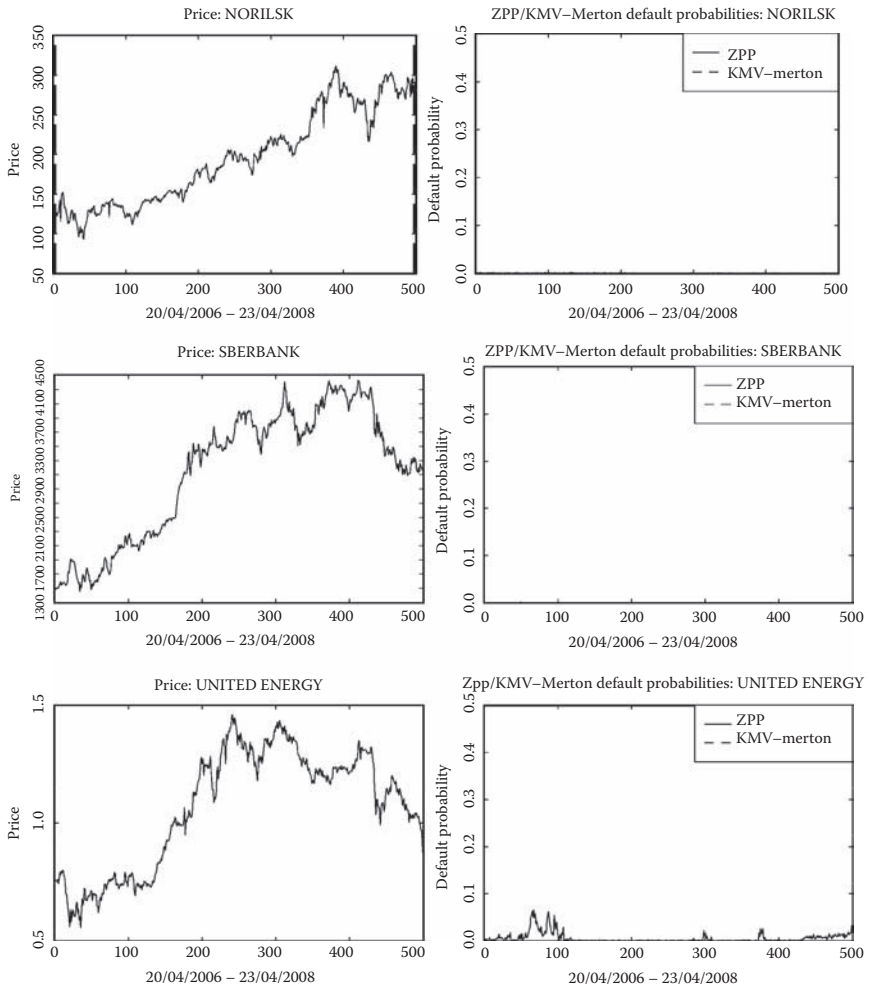 Price: NORILSK
350
300
250
200
150
100
50
Price
0 100 200 300 400 500
20/04/2006 – 23/04/2008
ZPP/KMV–Merton default probabilities: NORILSK
ZPP
KMV–merton
0.5
0.4
0.3
0.2
0.1
0.0
Default probability
0 100 200 300 400 500
20/04/2006 – 23/04/2008
Price: SBERBANK
4500
4100
3700
3300
2900
2500
2100
1700
1300
Price
0 100 200 300 400 500
20/04/2006 – 23/04/2008
ZPP/KMV–Merton default probabilities: SBERBANK
ZPP
KMV–merton
0.5
0.4
0.3
0.2
0.1
0.0
Default probability
0 100 200 300 400 500
20/04/2006 – 23/04/2008
Price: UNITED ENERGY
1.5
1.0
0.5
Price
0 100 200 300 400 500
20/04/2006 – 23/04/2008
Zpp/KMV–Merton default probabilities: UNITED ENERGY
ZPP
KMV–merton
0.5
0.4
0.3
0.2
0.1
0.0
Default probability
0 100 200 300 400 500
20/04/2006 – 23/04/2008